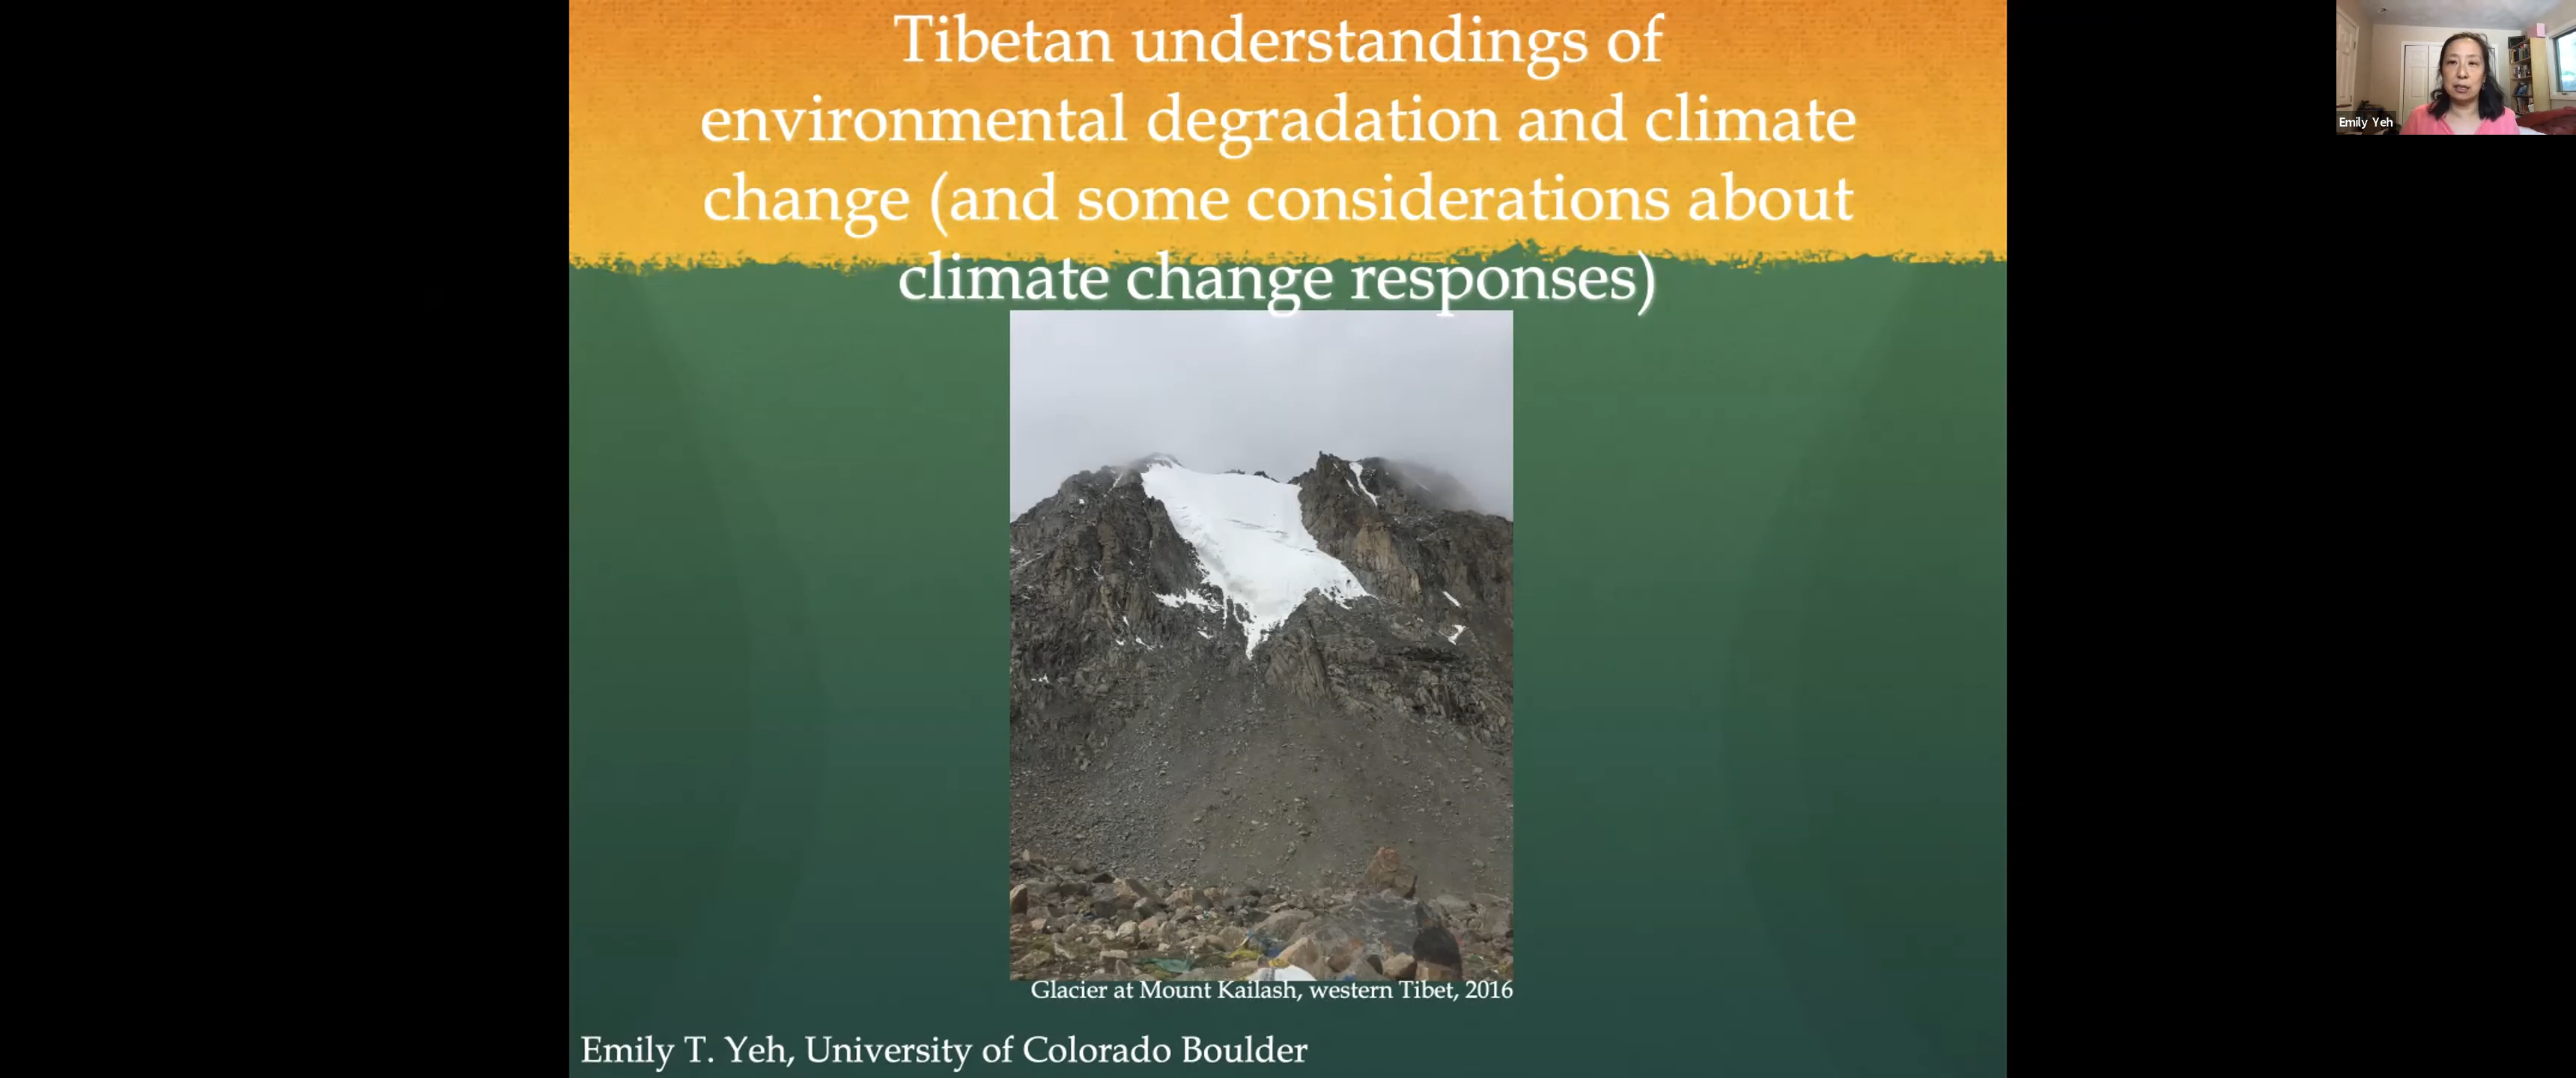 Tibetan understandings of
environmental degradation and climate
change (and some considerations about
climate change responses)
Glacier at Mount Kailash, western Tibet, 2016
Emily T. Yeh, University of Colorado Boulder
Emily Yeh